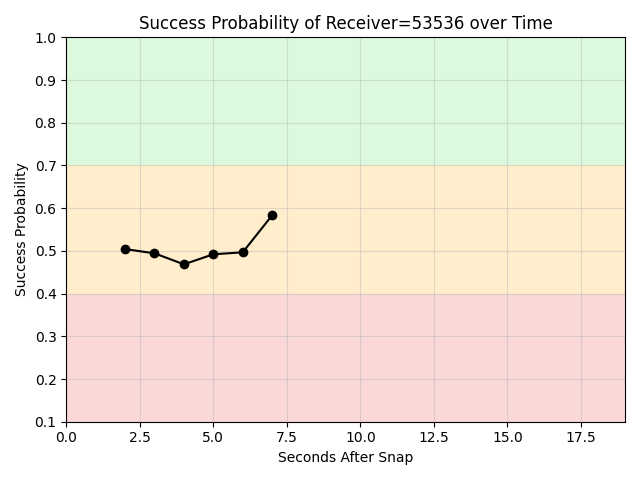 Success Probability of Receiver=53536 over Time
1.0
0.9
0.8
0.7
0.6
0.5
0.4
0.3
0.2
0.1
Success Probability
0.0 2.5 5.0 7.5 10.0 12.5 15.0 17.5
Seconds After Snap